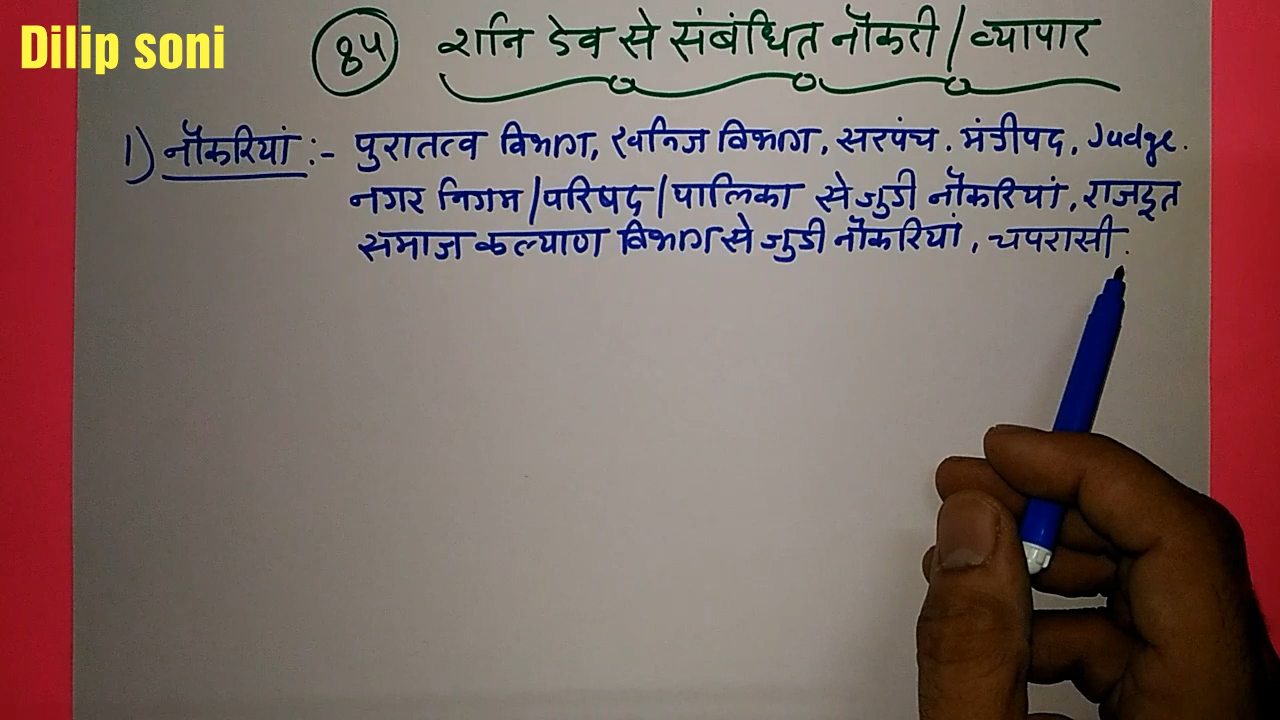 Dilip soni
84 शनि देव से संबंधित नौकरी/व्यापार
1) नौकरियां :- पुरातत्व विभाग, खनिज विभाग, सरपंच. मंत्रीपद, Judge.
नगर निगम/परिषद/पालिका से जुडी नौकरियां, राजदूत
समाज कल्याण विभाग से जुडी नौकरियां, चपरासी.